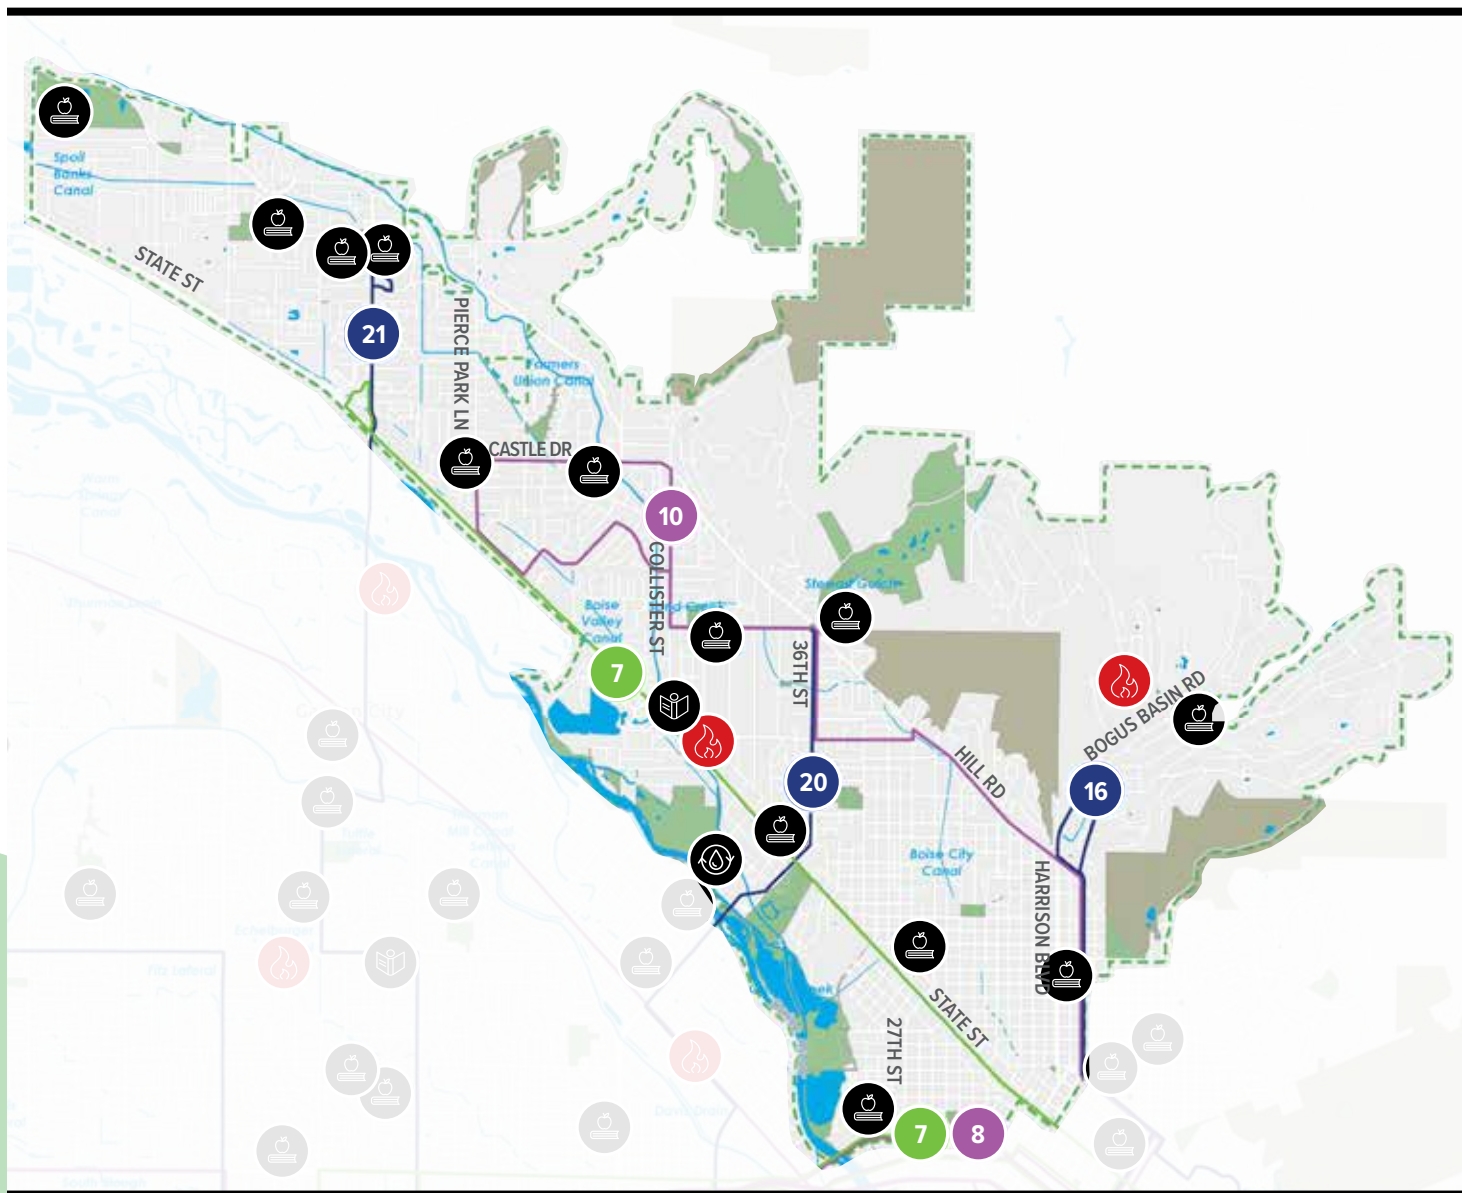 Spoil
Banks
Canal
STATE ST
21
PIERCE PARK LN
Farmers
Union Canal
CASTLE DR
10
COLLISTER ST
Boise
Valley
Canal
7
36TH ST
BOGUS BASIN RD
HILL RD
20
16
Boise City
Canal
HARRISON BLVD
STATE ST
27TH ST
7
8